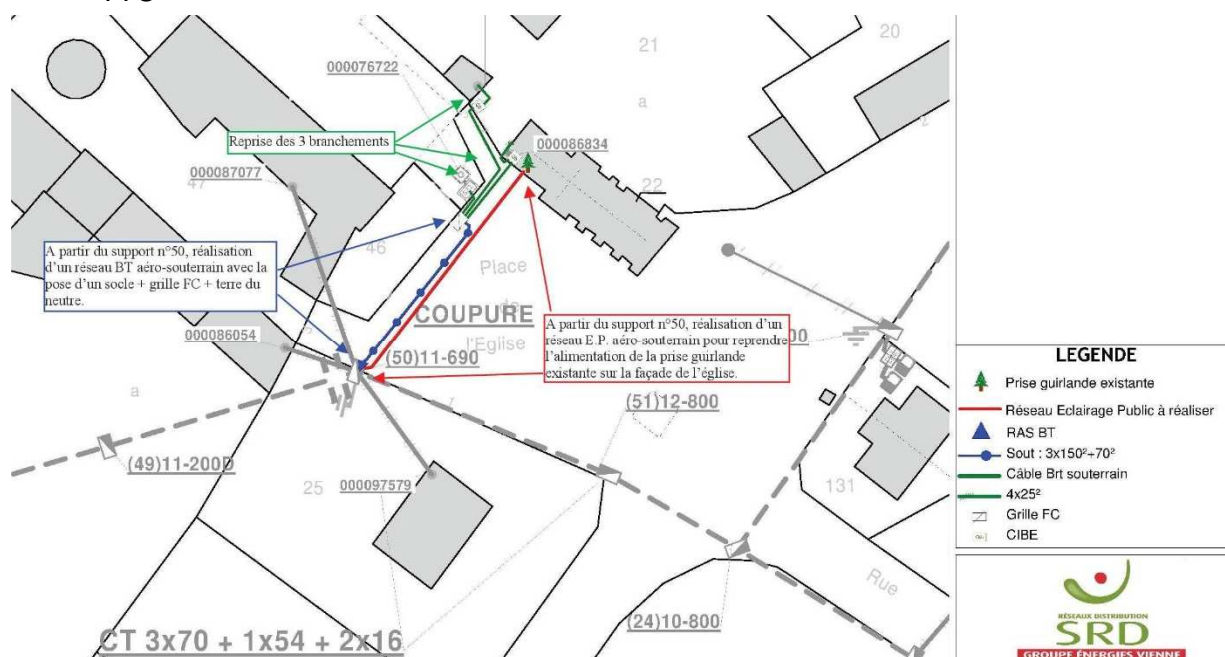 21
20
a
000076722
Reprise des 3 branchements
000086834
000087077
47
22
A partir du support n°50, réalisation
d'un réseau BT aéro-souterrain avec la
pose d'un socle + grille FC + terre du
neutre.
46
Place
de
l'Eglise
COUPURE
000086054
(50)11-690
A partir du support n°50, réalisation d'un
réseau E.P. aéro-souterrain pour reprendre
l'alimentation de la prise guirlande
existante sur la façade de l'église.
00
a
(51)12-800
(49)11-200D
25
000097579
131
Rue
(24)10-800
CT 3x70 + 1x54 + 2x16
LEGENDE
Prise guirlande existante
Réseau Eclairage Public à réaliser
RAS BT
Sout : 3x150²+70²
Câble Brt souterrain
4x25²
Grille FC
CIBE
RÉSEAUX DISTRIBUTION
SRD
GROUPE ÉNERGIES VIENNE